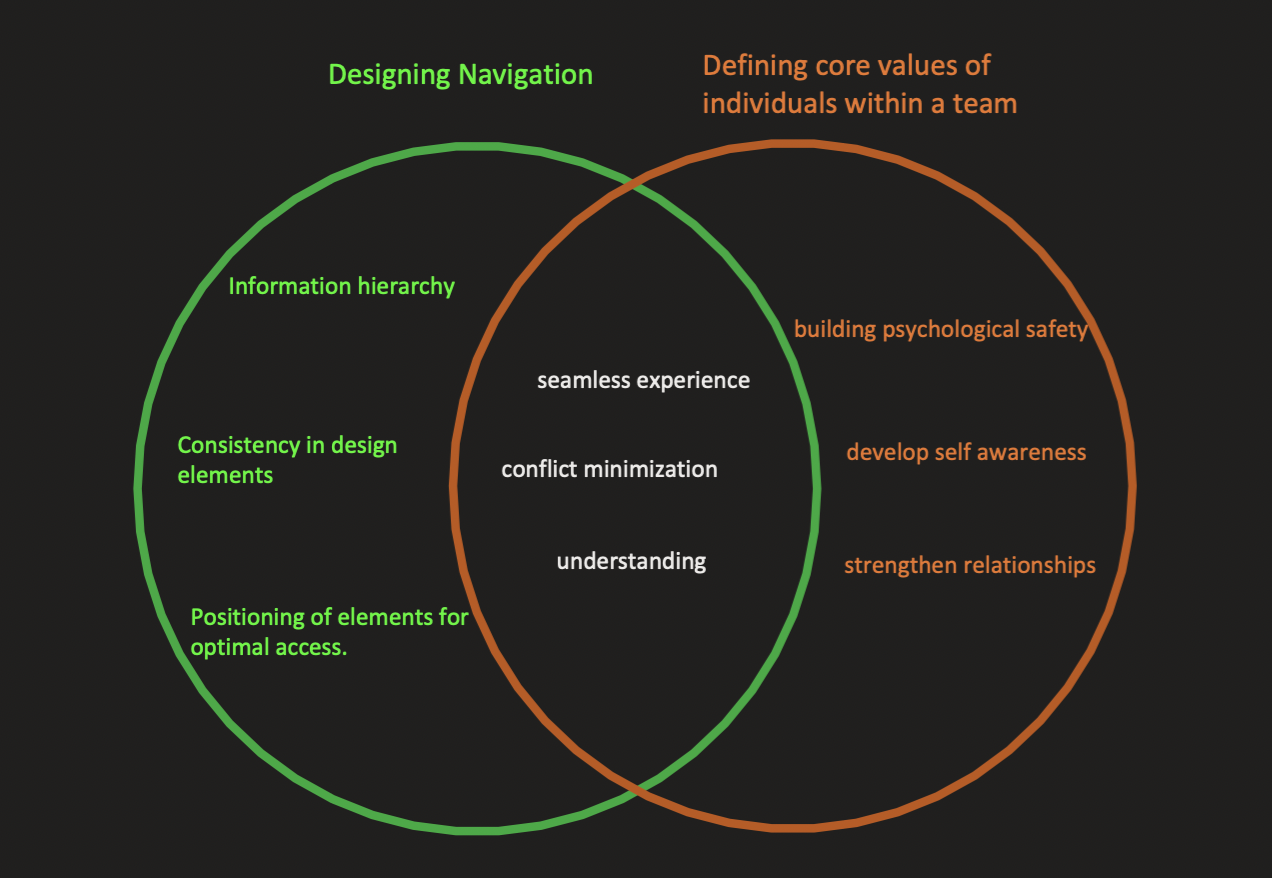 Designing Navigation
Defining core values of
individuals within a team
Information hierarchy
Consistency in design
elements
Positioning of elements for
optimal access.
seamless experience
conflict minimization
understanding
building psychological safety
develop self awareness
strengthen relationships